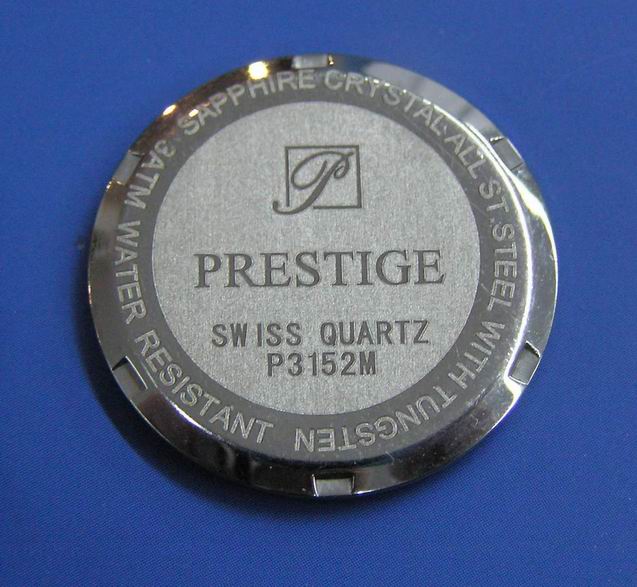 SAPPHIRE CRYSTAL·ALL ST.STEEL WITH TUNGSTEN
3ATM WATER RESISTANT
P
PRESTIGE
SWISS QUARTZ
P3152M